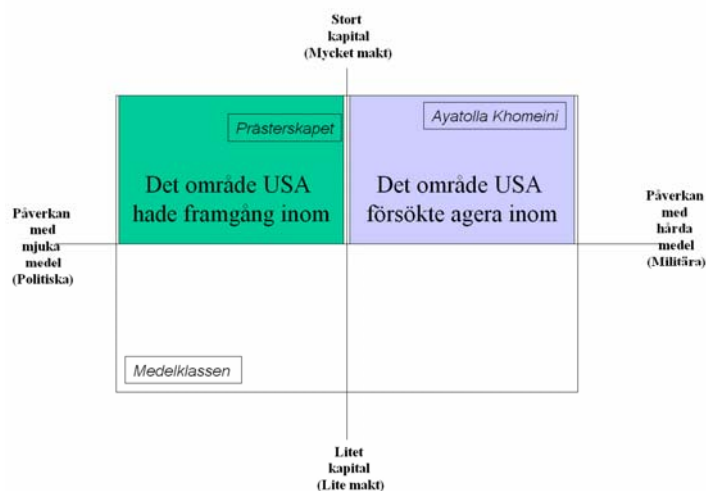 Stort
kapital
(Mycket makt)
Prästerskapet
Ayatolla Khomeini
Det område USA
hade framgång inom
Det område USA
försökte agera inom
Påverkan
med
mjuka
medel
(Politiska)
Påverkan
med
hårda
medel
(Militära)
Medelklassen
Litet
kapital
(Lite makt)